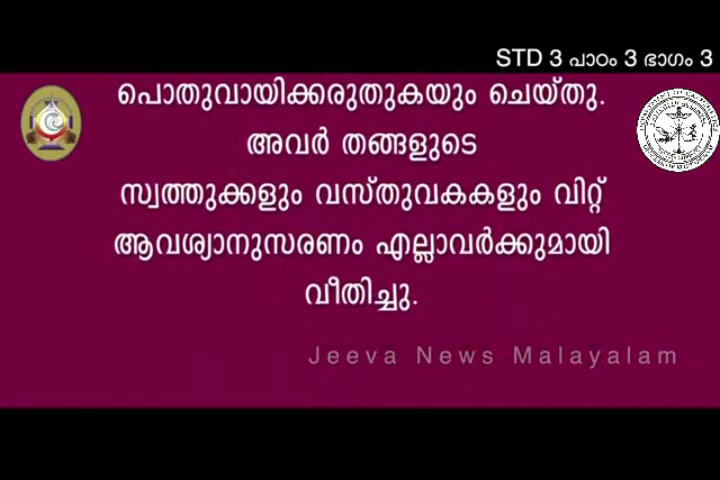 STD 3 പാഠം 3 ഭാഗം 3
പൊതുവായിക്കരുതുകയും ചെയ്തു.
അവർ തങ്ങളുടെ
സ്വത്തുക്കളും വസ്തുവകകളും വിറ്റ്
ആവശ്യാനുസരണം എല്ലാവർക്കുമായി
വീതിച്ചു.
Jeeva News Malayalam